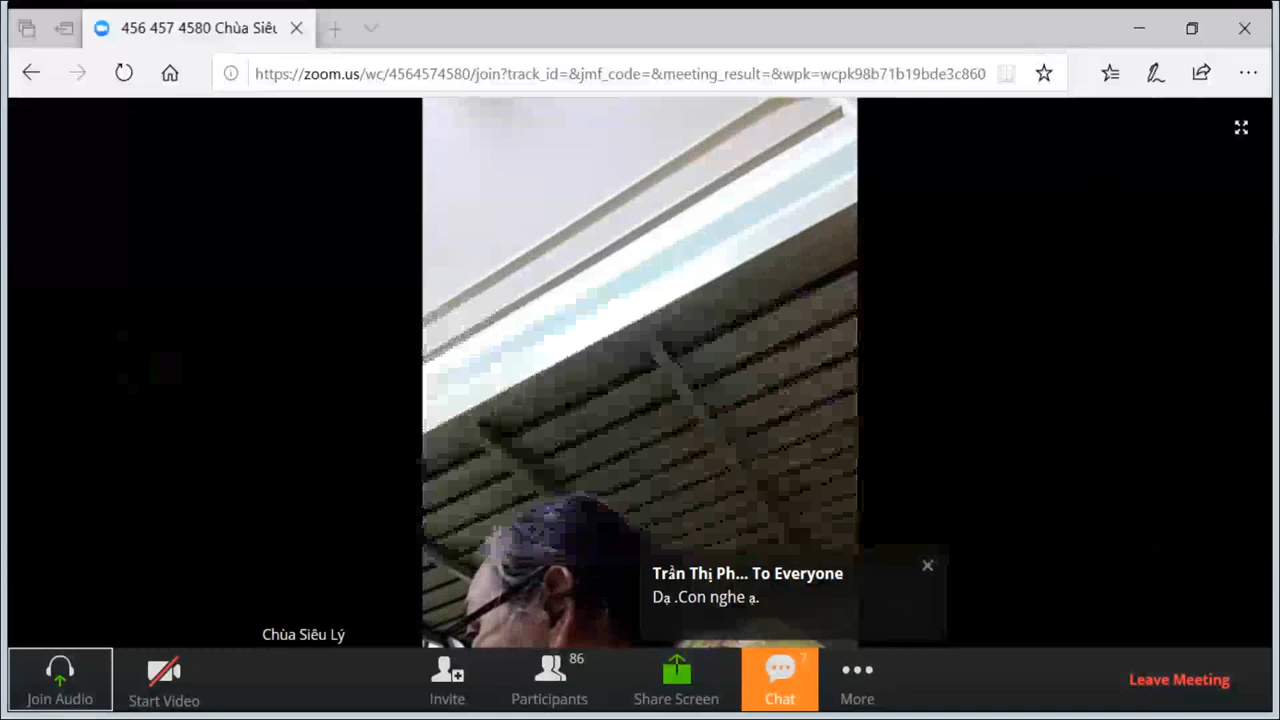 456 457 4580 Chùa Siêu
https://zoom.us/wc/4564574580/join?track_id=&jmf_code=&meeting_result=&wpk=wcpk98b71b19bde3c860
Trần Thị Ph... To Everyone
Dạ .Con nghe ạ.
Chùa Siêu Lý
Join Audio
Start Video
Invite
86
Participants
Share Screen
7
Chat
More
Leave Meeting